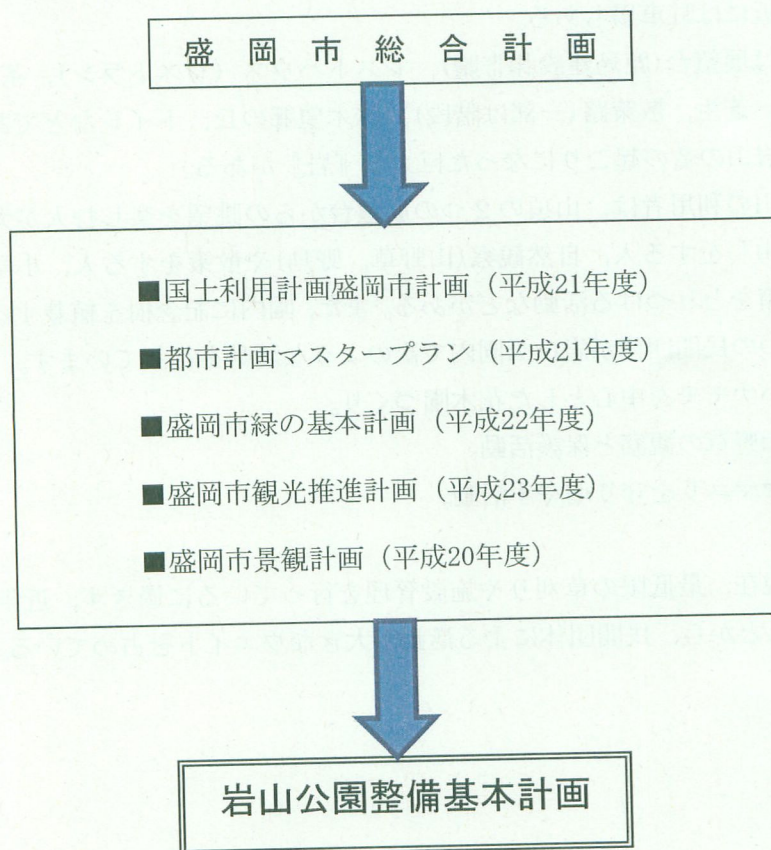 盛岡市総合計画
■国土利用計画盛岡市計画（平成21年度）
■都市計画マスタープラン（平成21年度）
■盛岡市緑の基本計画（平成22年度）
■盛岡市観光推進計画（平成23年度）
■盛岡市景観計画（平成20年度）
岩山公園整備基本計画